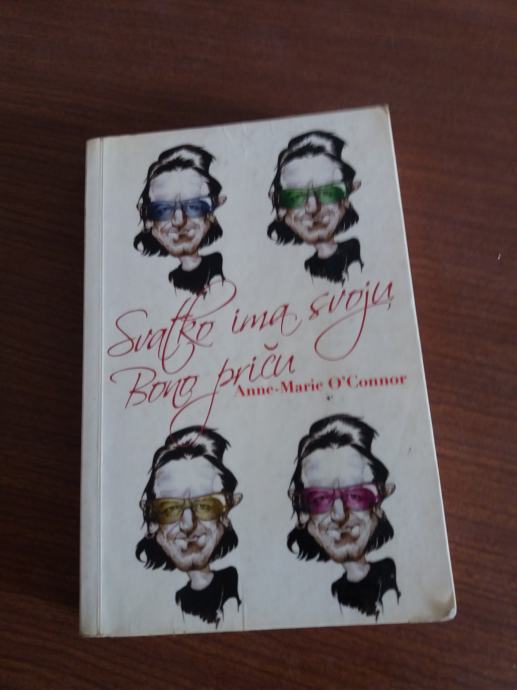 Svatko ima svoju
Bono priču
Anne-Marie O'Connor